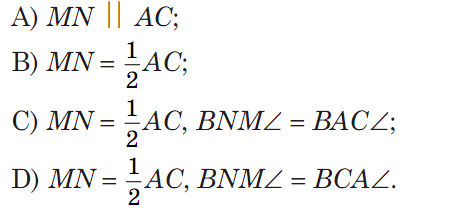 A) MN || AC;
B) MN = 1/2 AC;
C) MN = 1/2 AC, BNM∠ = BAC∠;
D) MN = 1/2 AC, BNM∠ = BCA∠.